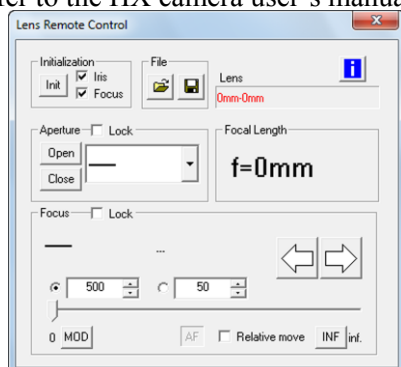 fer to the HX camera user's manua
Lens Remote Control
Initialization
File
Init
Iris
Focus
Lens
i
0mm-0mm
Aperture
Lock
Focal Length
Open
Close
f=0mm
Focus
Lock
...
500
50
0
MOD
AF
Relative move
INF
inf.